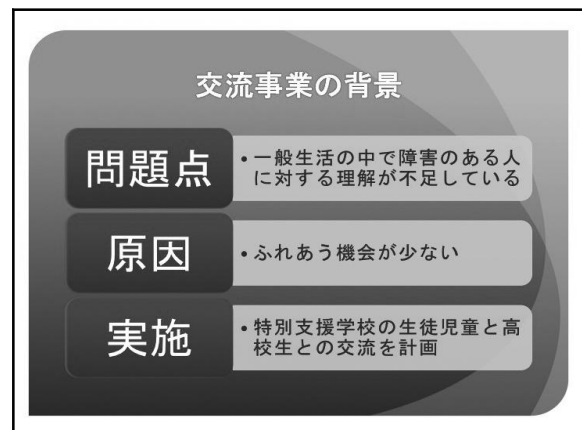 交流事業の背景
問題点
・一般生活の中で障害のある人
に対する理解が不足している
原因
・ふれあう機会が少ない
実施
・特別支援学校の生徒児童と高
校生との交流を計画